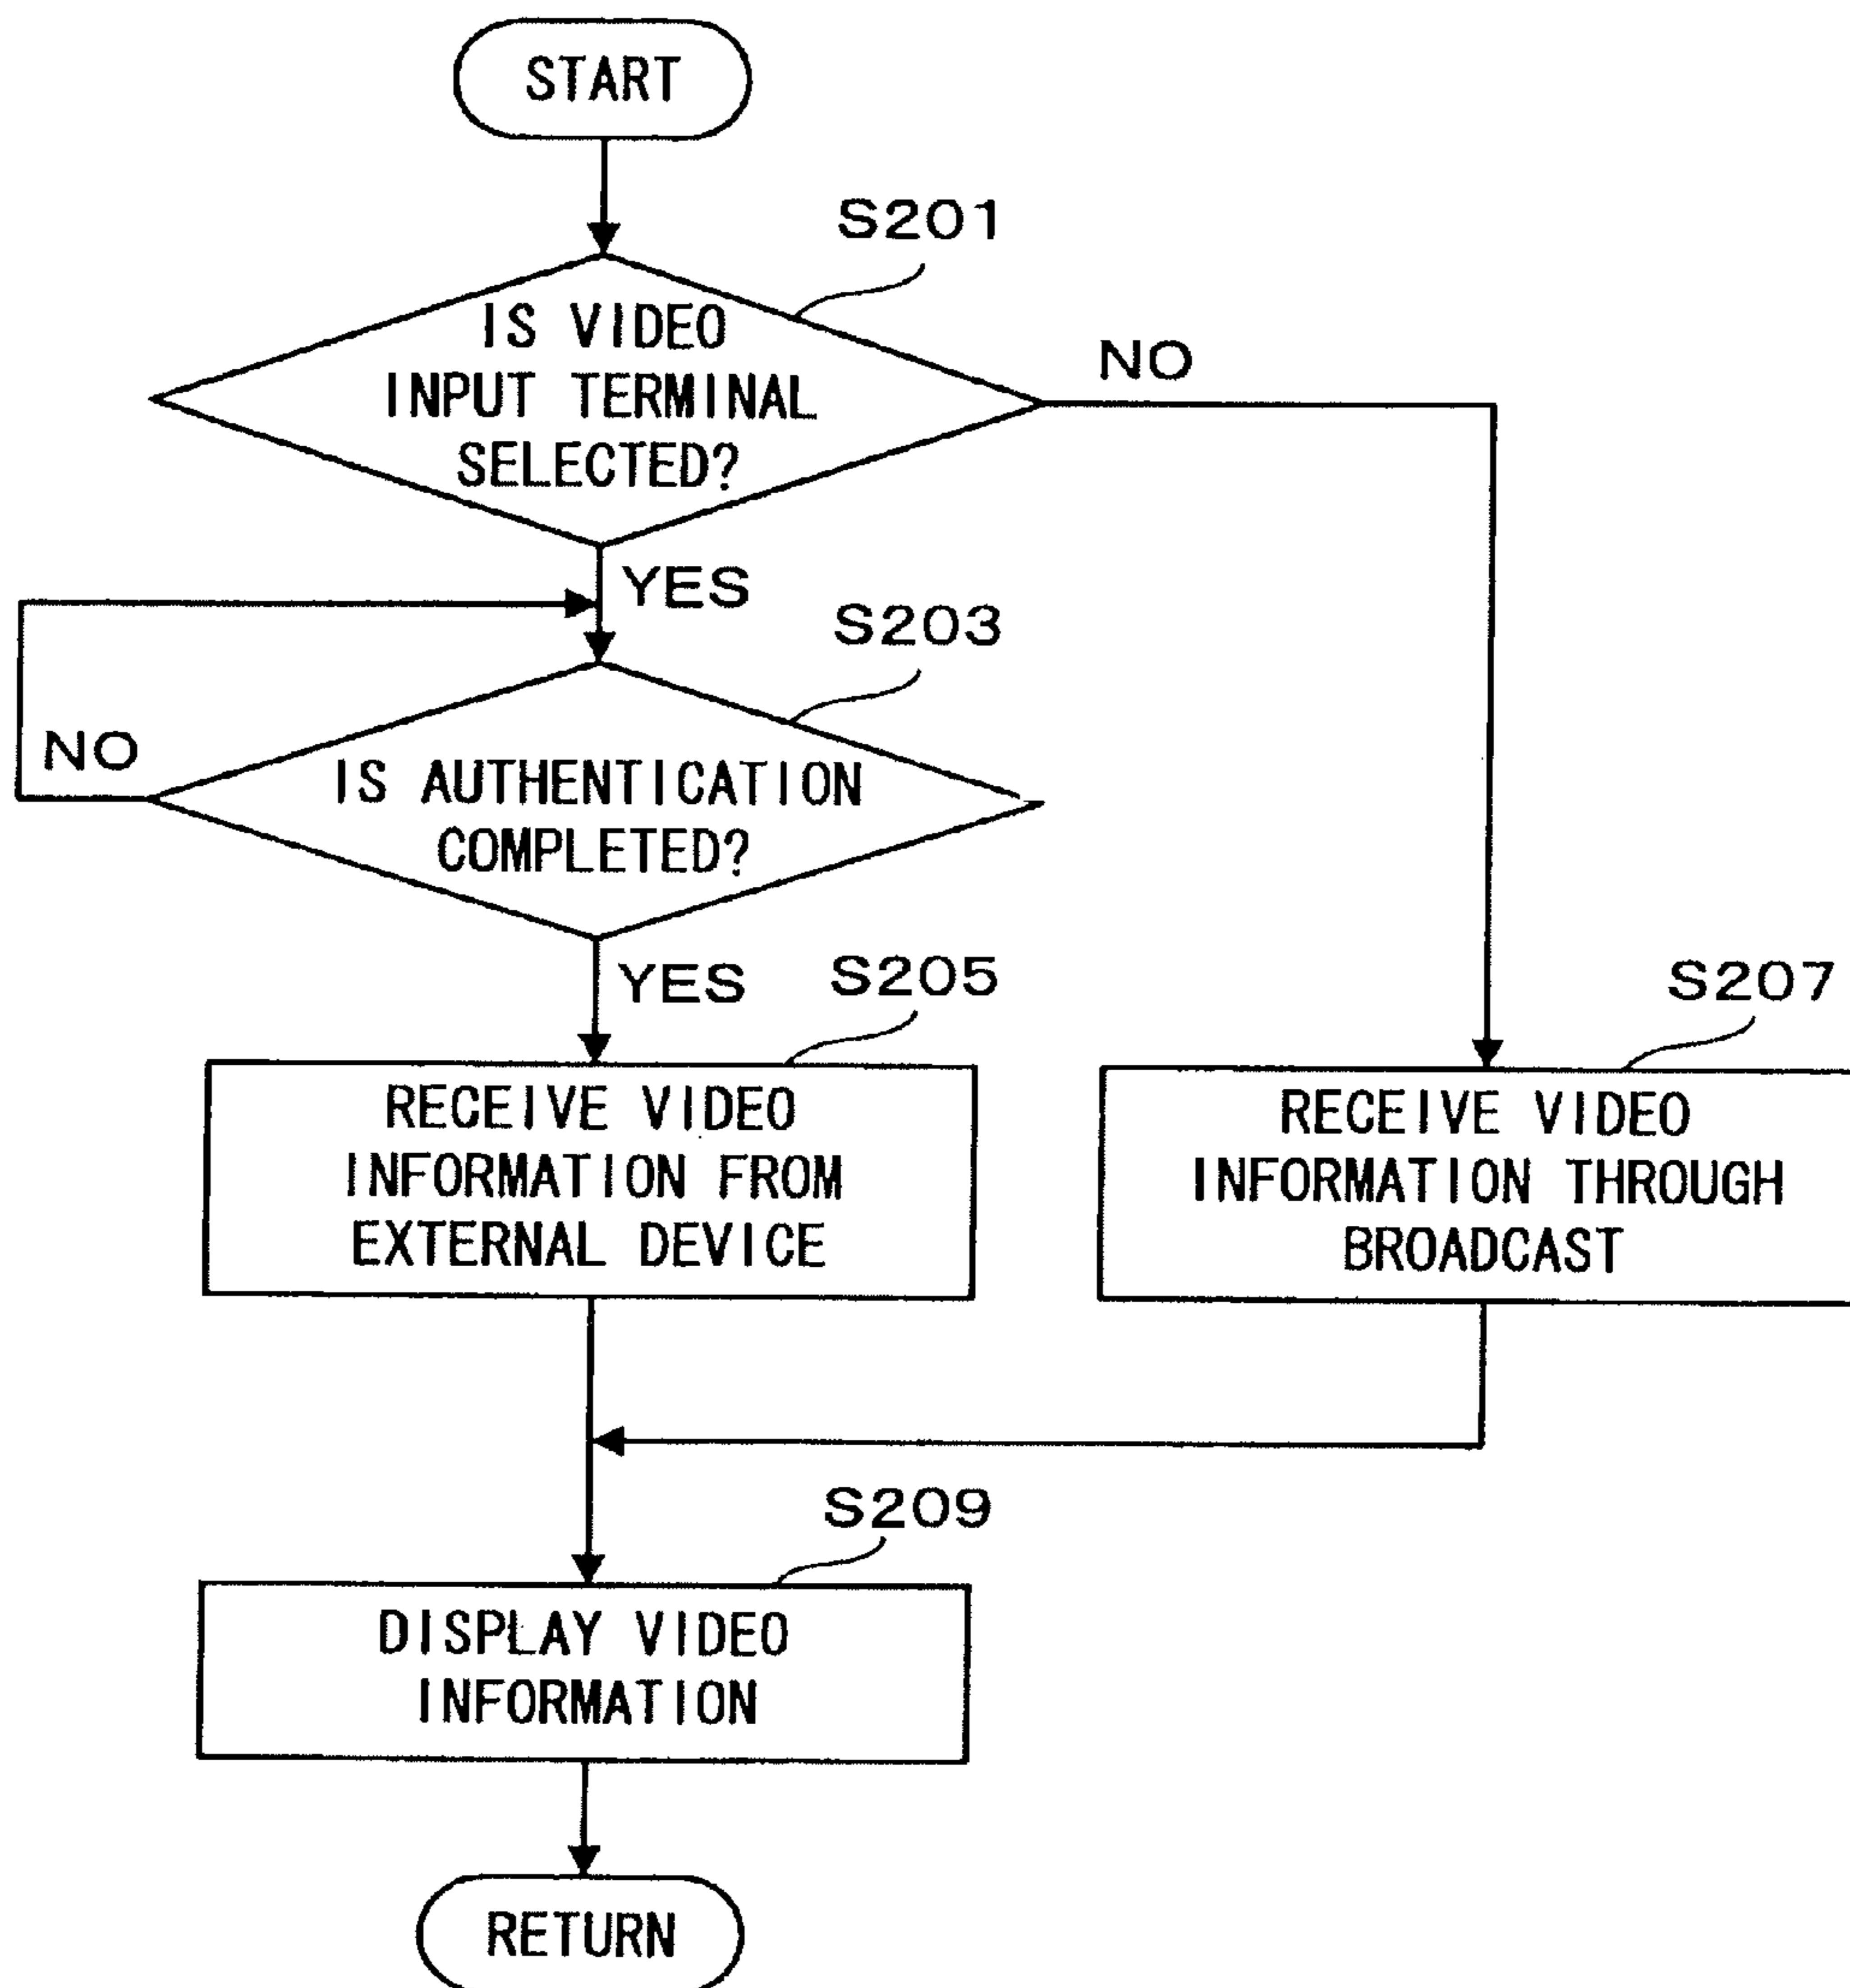 START
S201
IS VIDEO
INPUT TERMINAL
SELECTED?
NO
YES
S203
NO
IS AUTHENTICATION
COMPLETED?
YES
S205
S207
RECEIVE VIDEO
INFORMATION FROM
EXTERNAL DEVICE
RECEIVE VIDEO
INFORMATION THROUGH
BROADCAST
S209
DISPLAY VIDEO
INFORMATION
RETURN